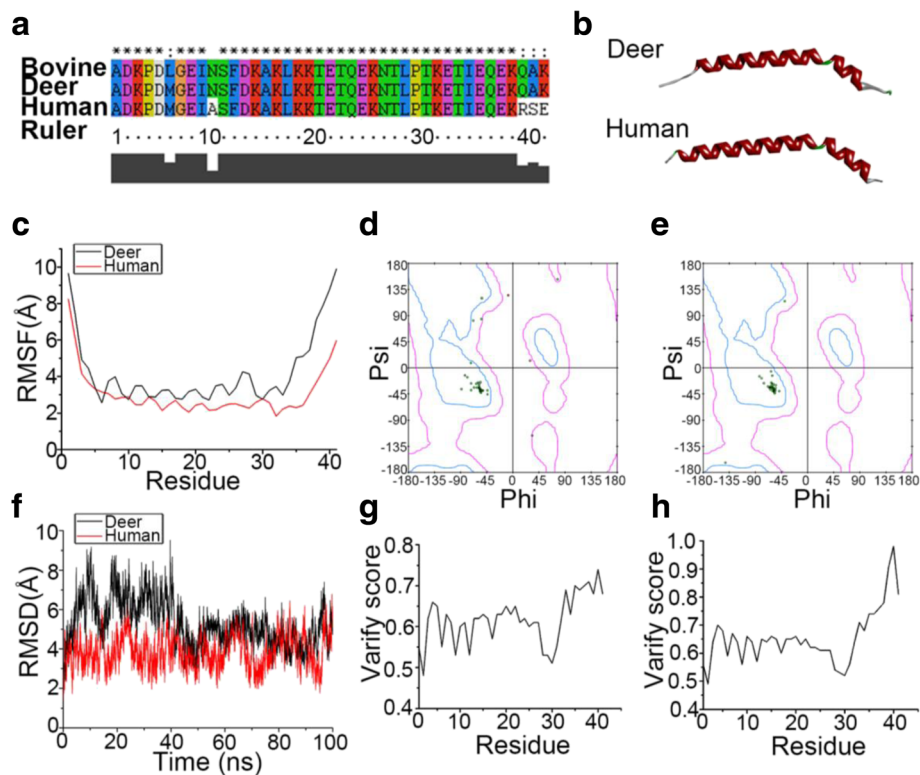 a
*****:*** ****************************:::
Bovine ADKPDLGEINSFDKAKLKKTETQEKNTLPTKETIEQEKQAK
Deer ADKPDMGEINSFDKAKLKKTETQEKNTLPTKETIEQEKQAK
Human ADKPDMGEIASFDKAKLKKTETQEKNTLPTKETIEQEKRSE
Ruler 1.......10........20........30........40.
b
Deer
Human
c
Deer
Human
10
8
6
4
2
0
RMSF(Å)
0 10 20 30 40
Residue
d
180
135
90
45
0
-45
-90
-135
-180
Psi
-180 -135 -90 -45 0 45 90 135 180
Phi
e
180
135
90
45
0
-45
-90
-135
-180
Psi
-180 -135 -90 -45 0 45 90 135 180
Phi
f
Deer
Human
10
8
6
4
2
0
RMSD(Å)
0 20 40 60 80 100
Time (ns)
g
0.8
0.7
0.6
0.5
0.4
Varify score
0 10 20 30 40
Residue
h
1.0
0.9
0.8
0.7
0.6
0.5
0.4
Varify score
0 10 20 30 40
Residue